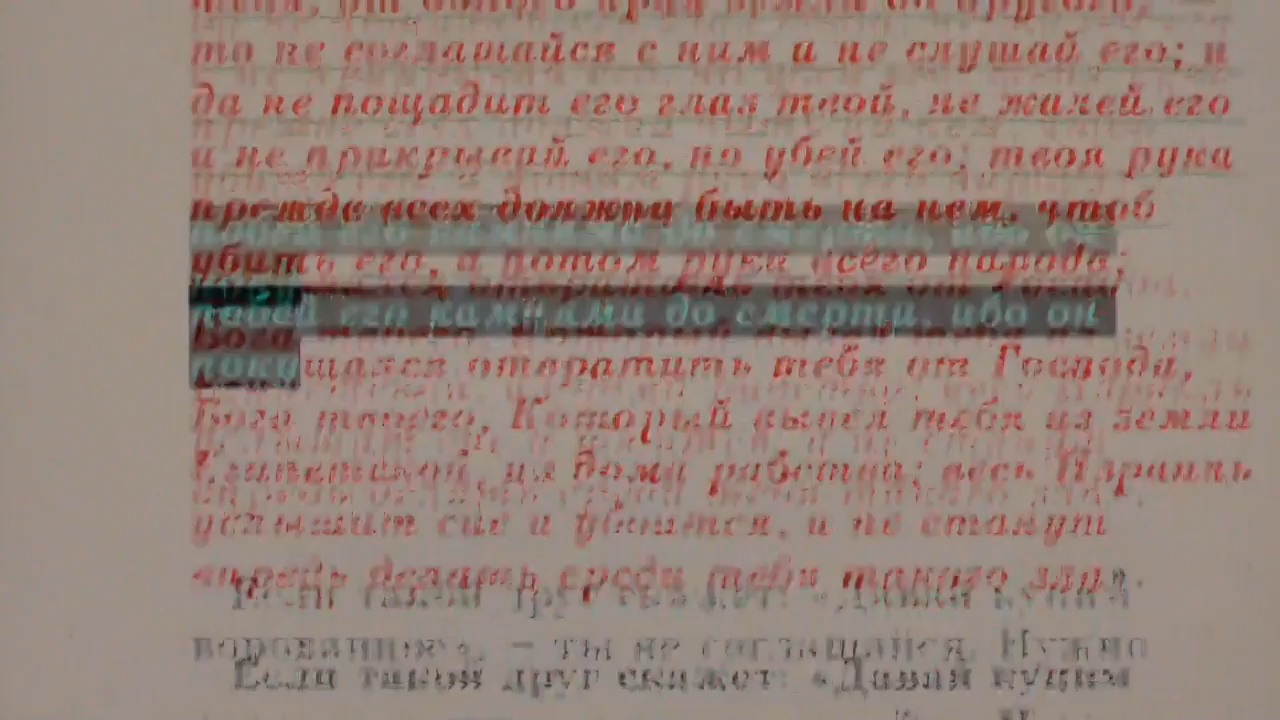 то не соглашайся с ним и не слушай его; и
да не пощадит его глаз твой, не жалей его
и не прикрывай его, но убей его; твоя рука
прежде всех должна быть на нем, чтоб
убить его, а потом руки всего народа;
побей его камнями до смерти, ибо он
покущался отвратить тебя от Господа,
Бога твоего, Который вывел тебя из земли
Египетской, из дома рабства; весь Израиль
услышит сие и убоится, и не станут
впредь делать среди тебя такого зла».
ворованную», – ты не соглашайся. Нужно
Если такой друг скажет: «Давай купим